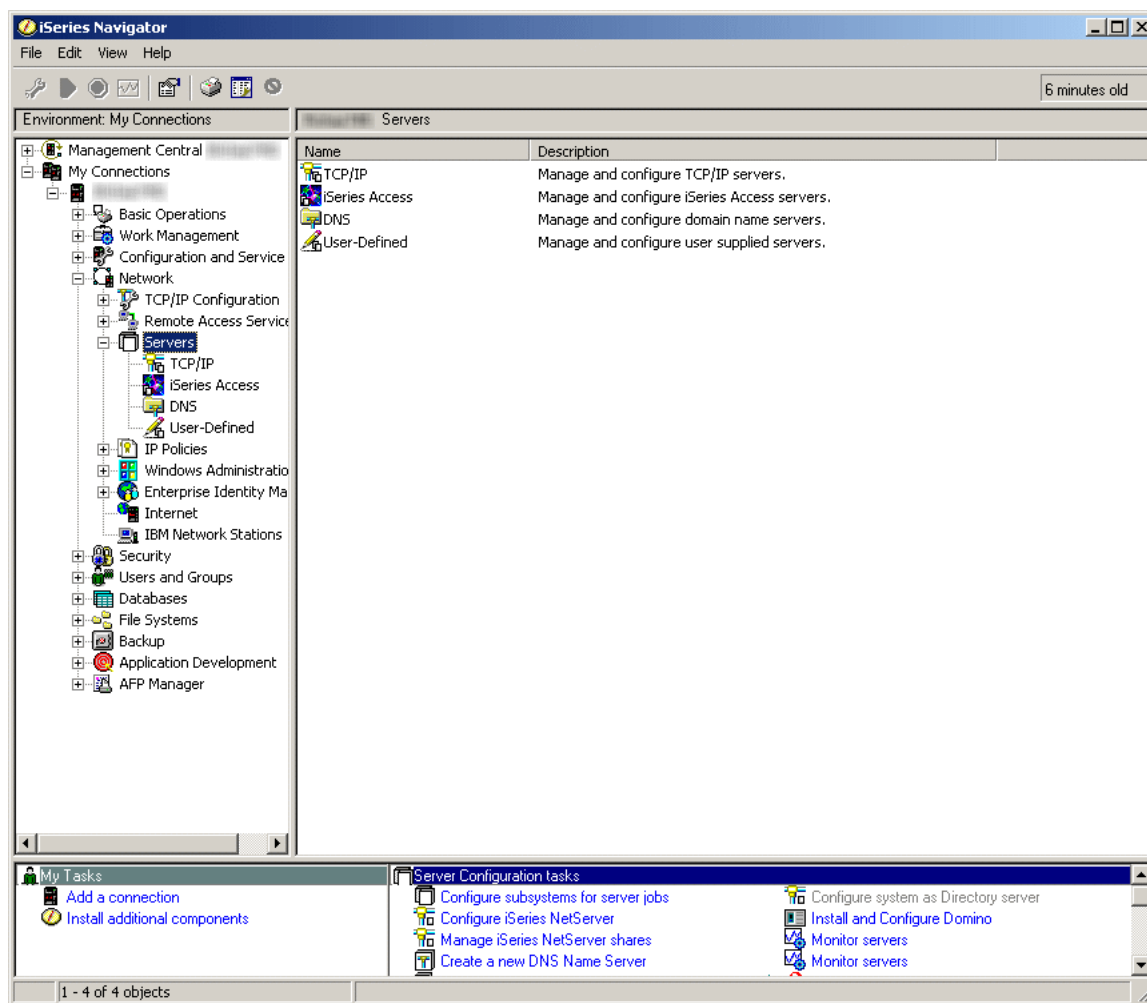 iSeries Navigator
File Edit View Help
6 minutes old
Environment: My Connections
Servers
Management Central
My Connections
Basic Operations
Work Management
Configuration and Service
Network
TCP/IP Configuration
Remote Access Service
Servers
TCP/IP
iSeries Access
DNS
User-Defined
IP Policies
Windows Administratio
Enterprise Identity Ma
Internet
IBM Network Stations
Security
Users and Groups
Databases
File Systems
Backup
Application Development
AFP Manager
Name Description
TCP/IP Manage and configure TCP/IP servers.
iSeries Access Manage and configure iSeries Access servers.
DNS Manage and configure domain name servers.
User-Defined Manage and configure user supplied servers.
My Tasks
Add a connection
Install additional components
Server Configuration tasks
Configure subsystems for server jobs
Configure iSeries NetServer
Manage iSeries NetServer shares
Create a new DNS Name Server
Configure system as Directory server
Install and Configure Domino
Monitor servers
Monitor servers
1 - 4 of 4 objects